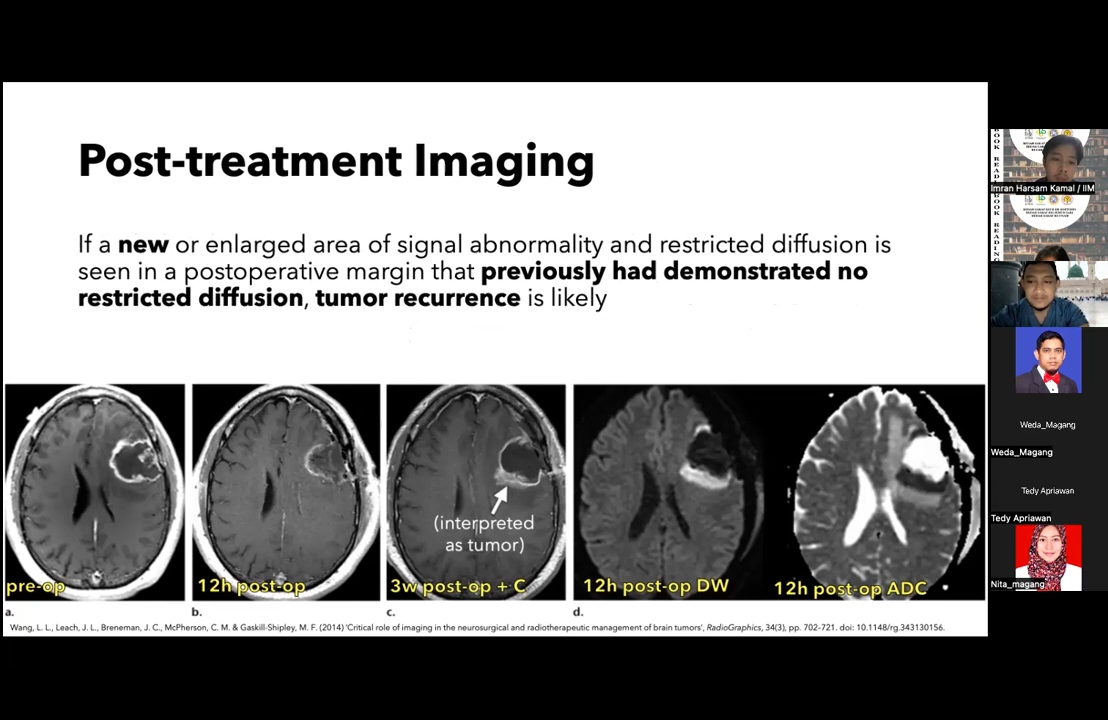 Post-treatment Imaging
If a new or enlarged area of signal abnormality and restricted diffusion is
seen in a postoperative margin that previously had demonstrated no
restricted diffusion, tumor recurrence is likely
(interpreted
as tumor)
pre-op
12h post-op
3w post-op + C
12h post-op DW
12h post-op ADC
a.
b.
c.
d.
Wang, L. L., Leach, J. L., Breneman, J. C., McPherson, C. M. & Gaskill-Shipley, M. F. (2014) 'Critical role of imaging in the neurosurgical and radiotherapeutic management of brain tumors', RadioGraphics, 34(3), pp. 702–721. doi: 10.1148/rg.343130156.
BOOK READING
Imran Harsam Kamal / IIM
Weda_Magang
Weda_Magang
Tedy Apriawan
Tedy Apriawan
Nita_magang